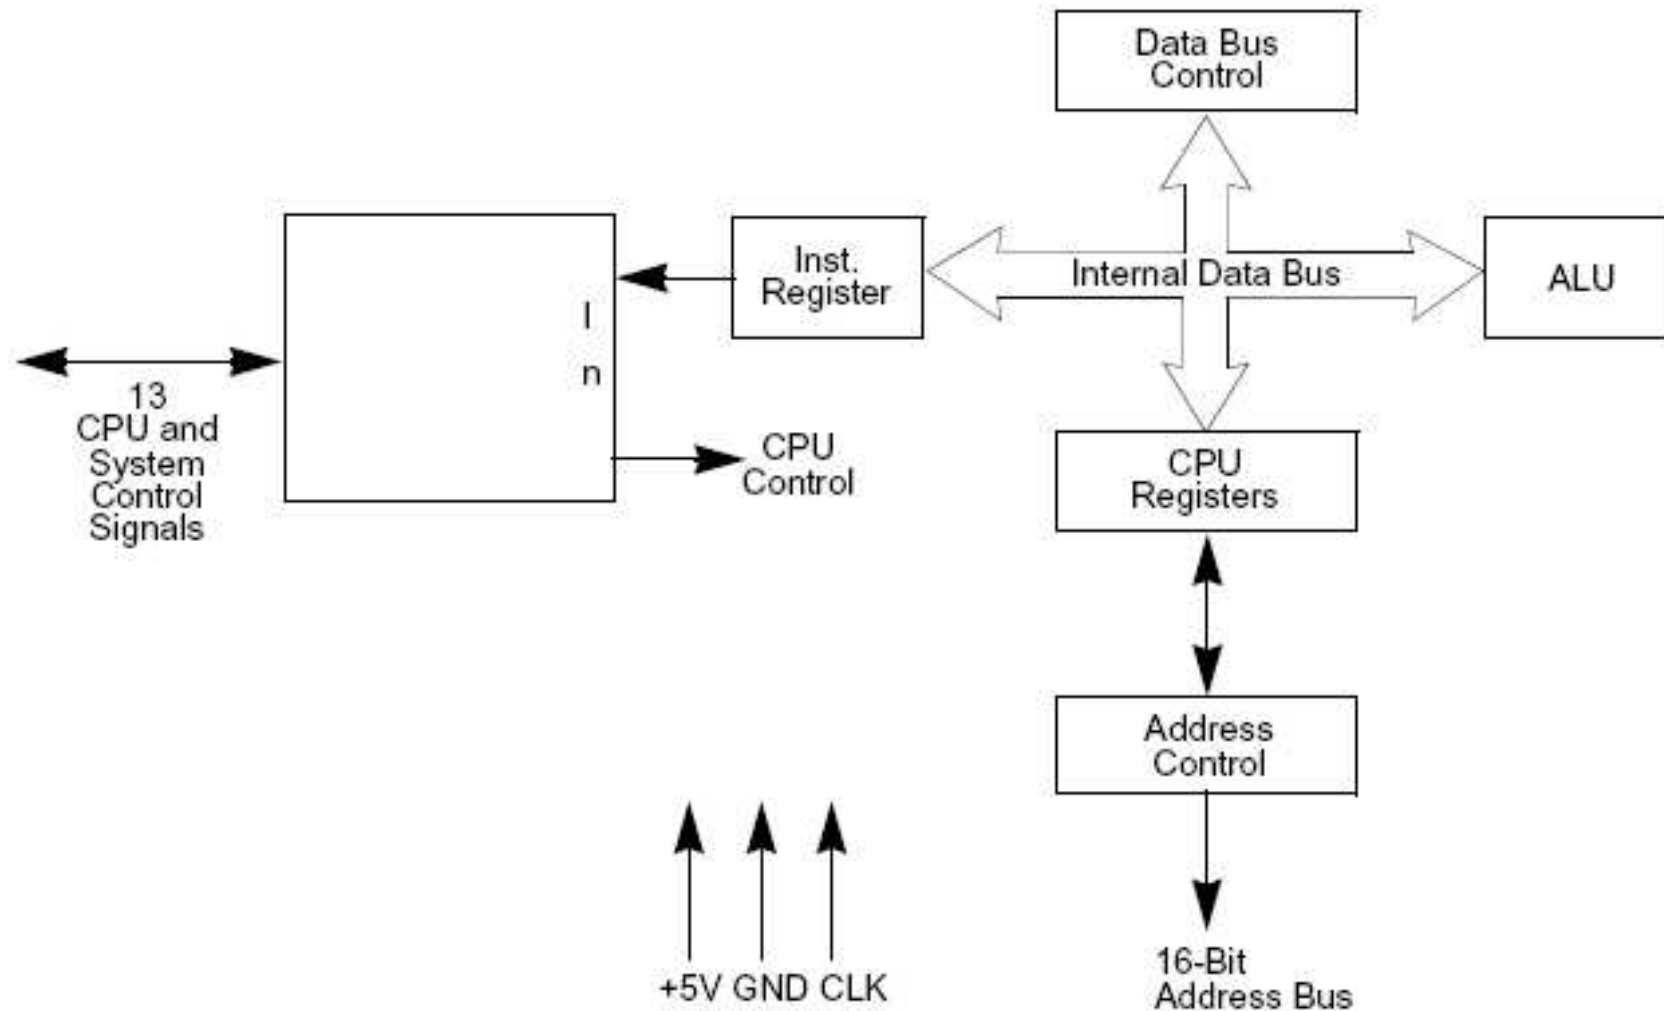 Data Bus
Control
Inst.
Register
Internal Data Bus
ALU
I
n
13
CPU and
System
Control
Signals
CPU
Control
CPU
Registers
Address
Control
+5V GND CLK
16-Bit
Address Bus